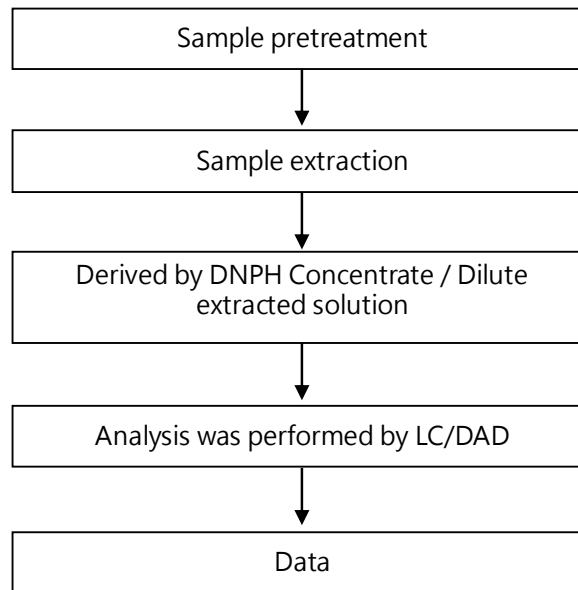 Sample pretreatment
Sample extraction
Derived by DNPH Concentrate / Dilute
extracted solution
Analysis was performed by LC/DAD
Data